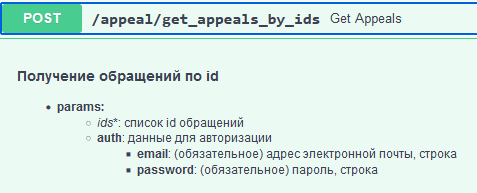 POST /appeal/get_appeals_by_ids Get Appeals
Получение обращений по id
• params:
◦ ids*: список id обращений
◦ auth: данные для авторизации
▪ email: (обязательное) адрес электронной почты, строка
▪ password: (обязательное) пароль, строка